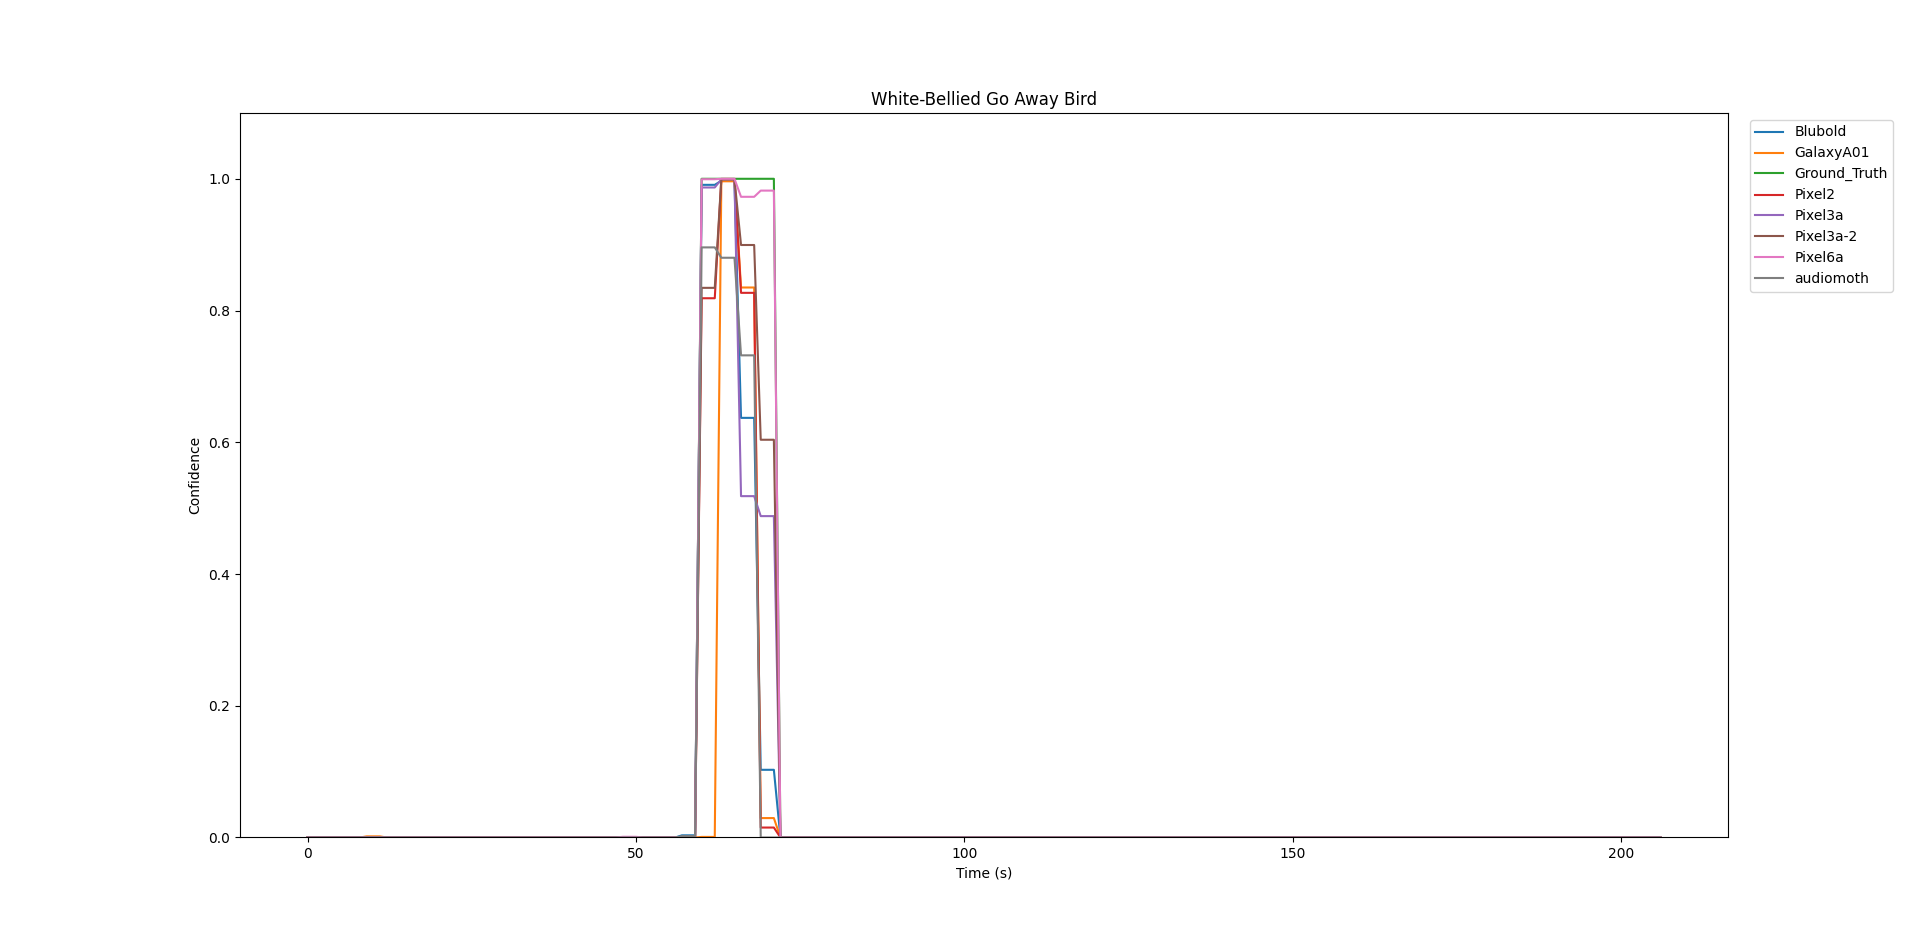 White-Bellied Go Away Bird
Blubold
GalaxyA01
Ground_Truth
Pixel2
Pixel3a
Pixel3a-2
Pixel6a
audiomoth
1.0
0.8
0.6
0.4
0.2
0.0
Confidence
0 50 100 150 200
Time (s)